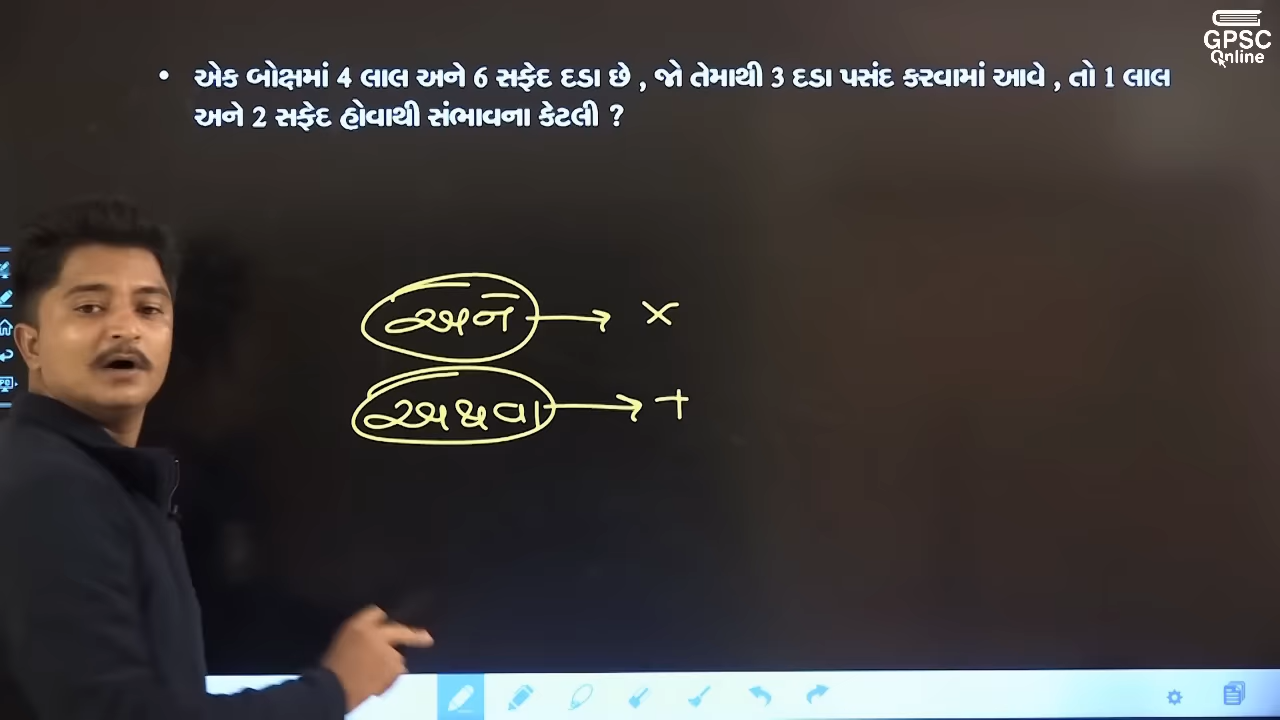 GPSC
Online
• એક બોક્ષમાં 4 લાલ અને 6 સફેદ દડા છે , જો તેમાથી 3 દડા પસંદ કરવામાં આવે , તો 1 લાલ
અને 2 સફેદ હોવાથી સંભાવના કેટલી ?
અને → ×
અથવા → +